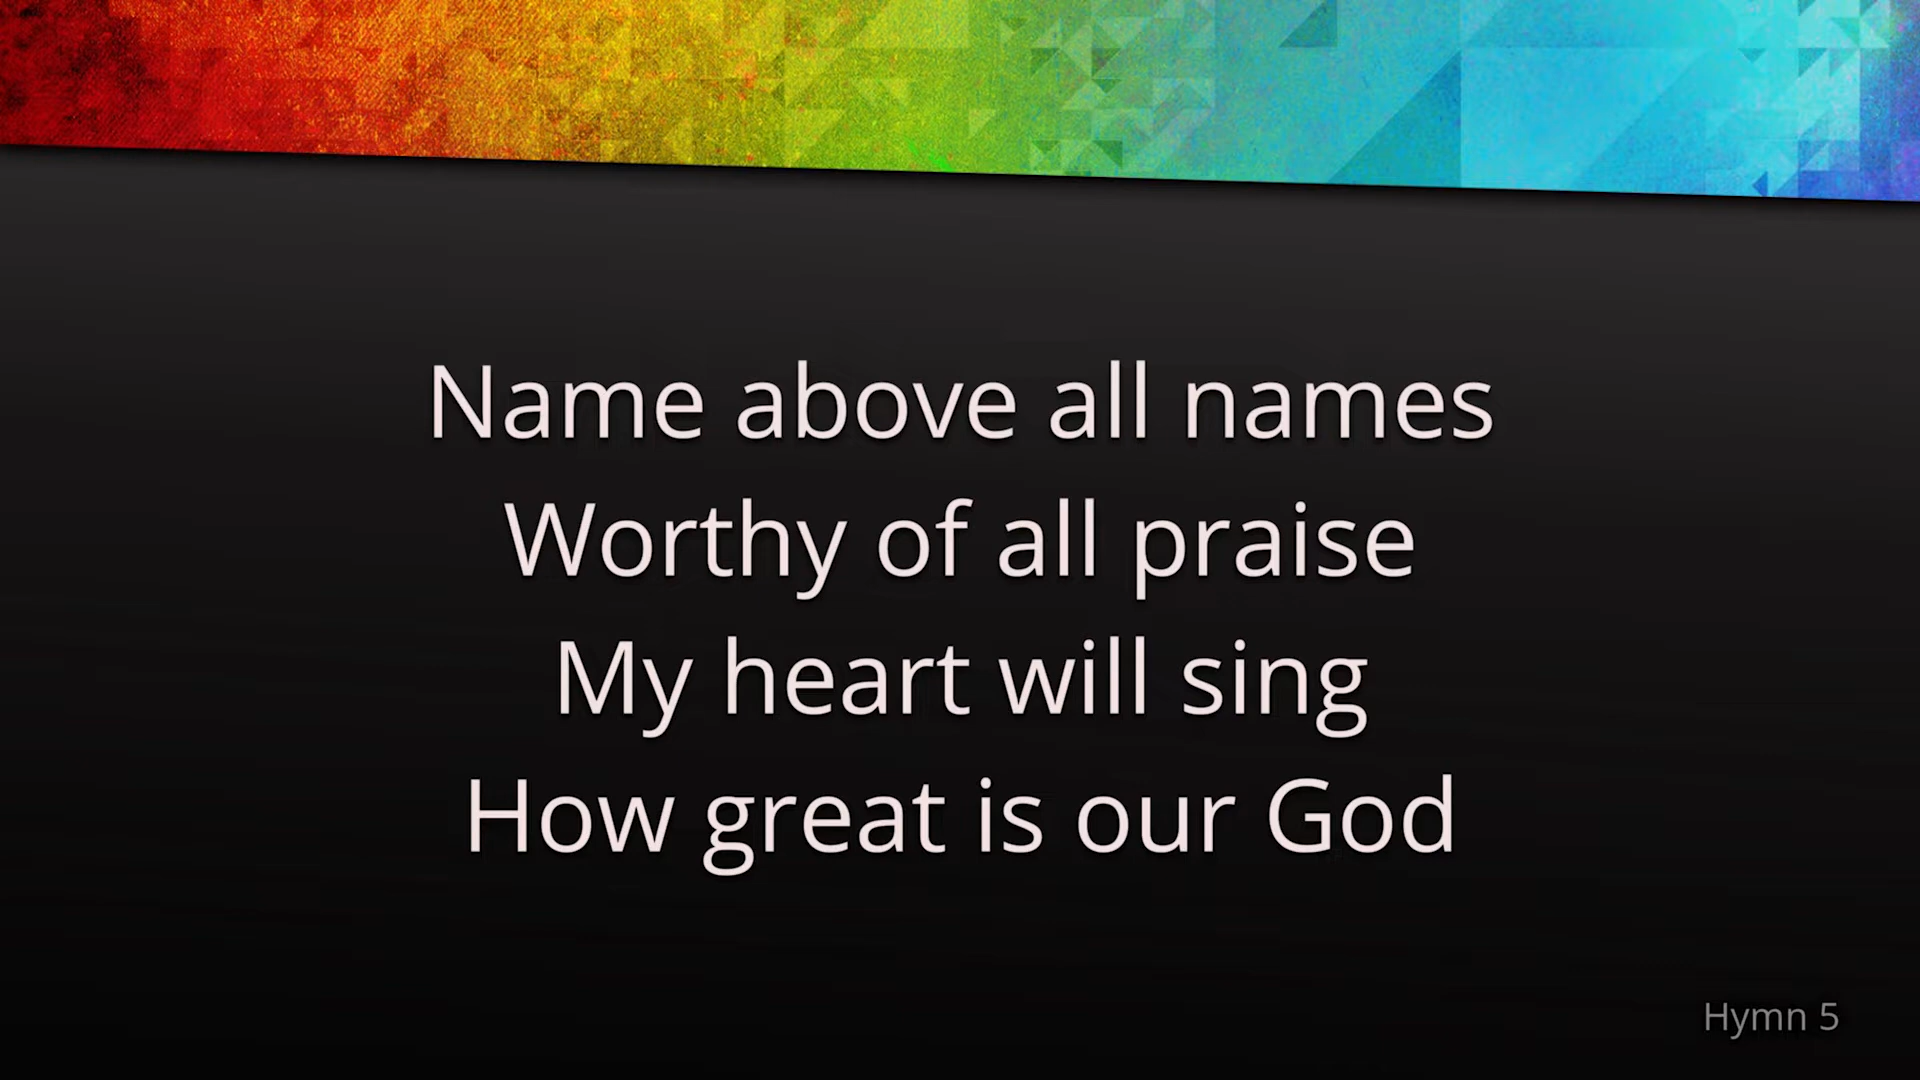 Name above all names
Worthy of all praise
My heart will sing
How great is our God
Hymn 5